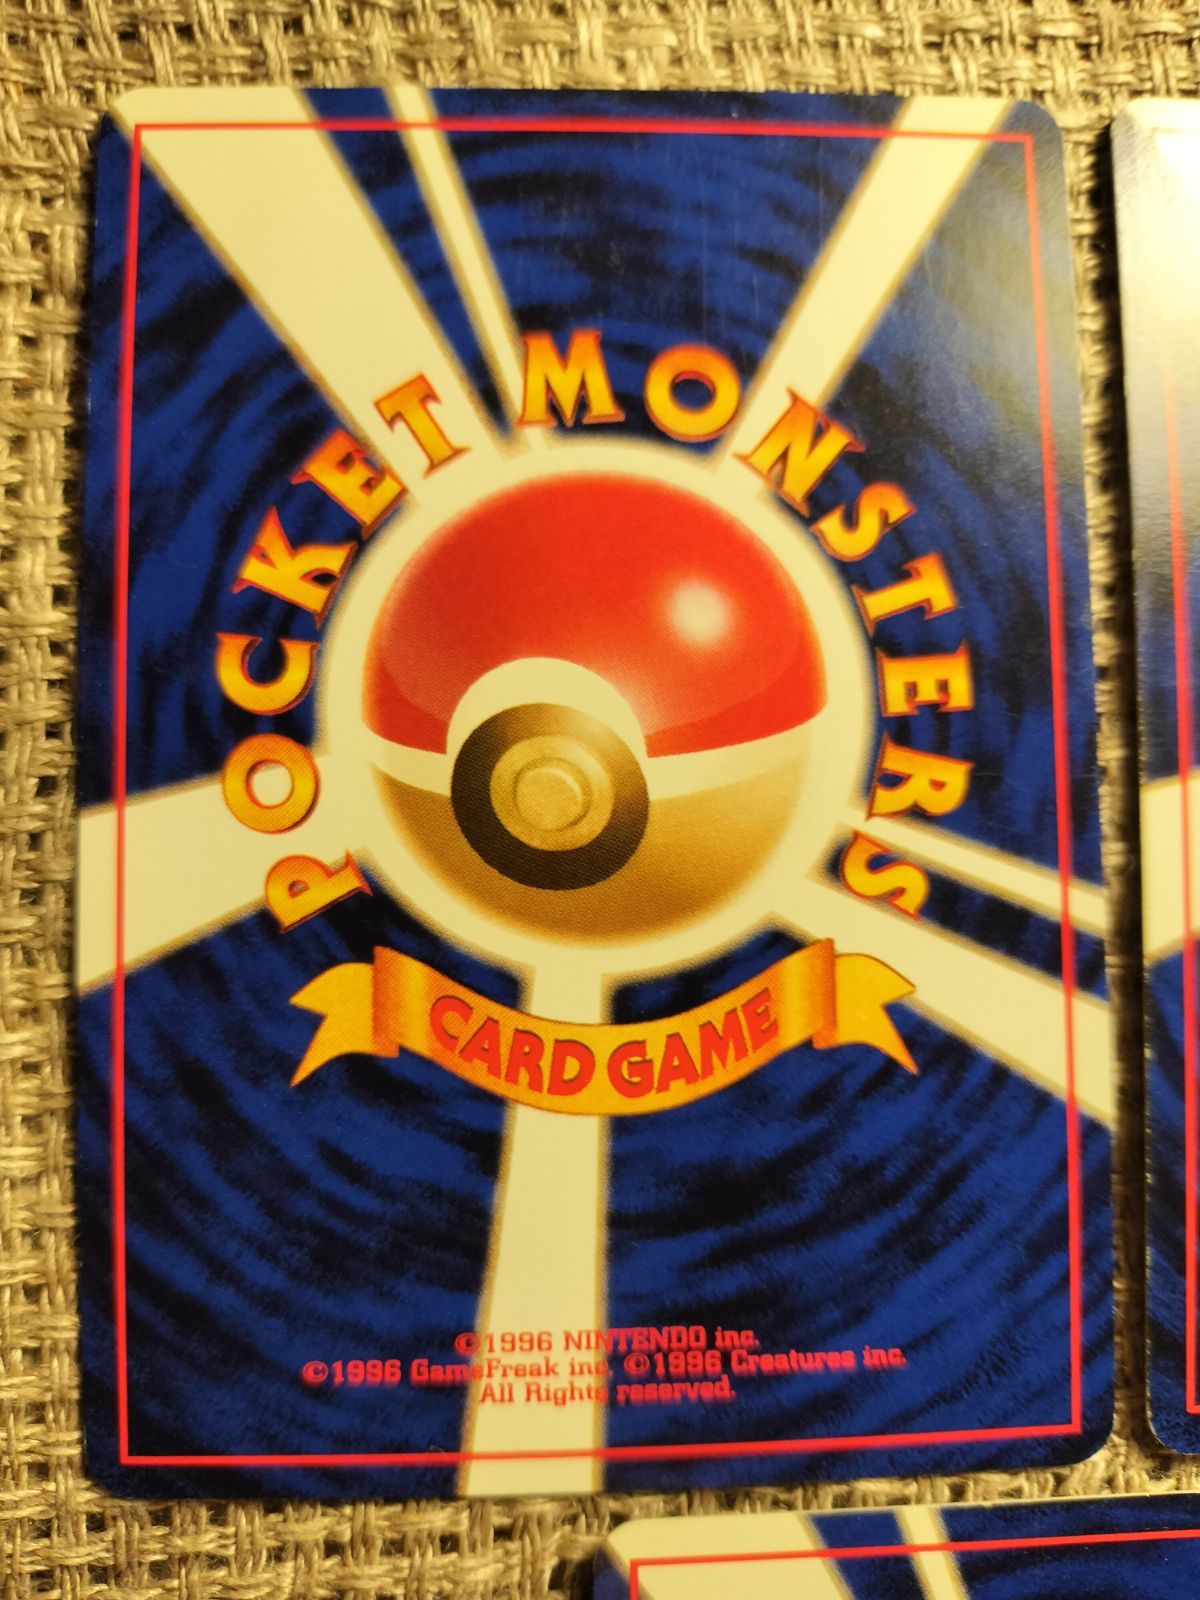 POCKET MONSTERS
CARD GAME
©1996 NINTENDO inc.
©1996 GameFreak inc. ©1996 Creatures inc.
All Rights reserved.